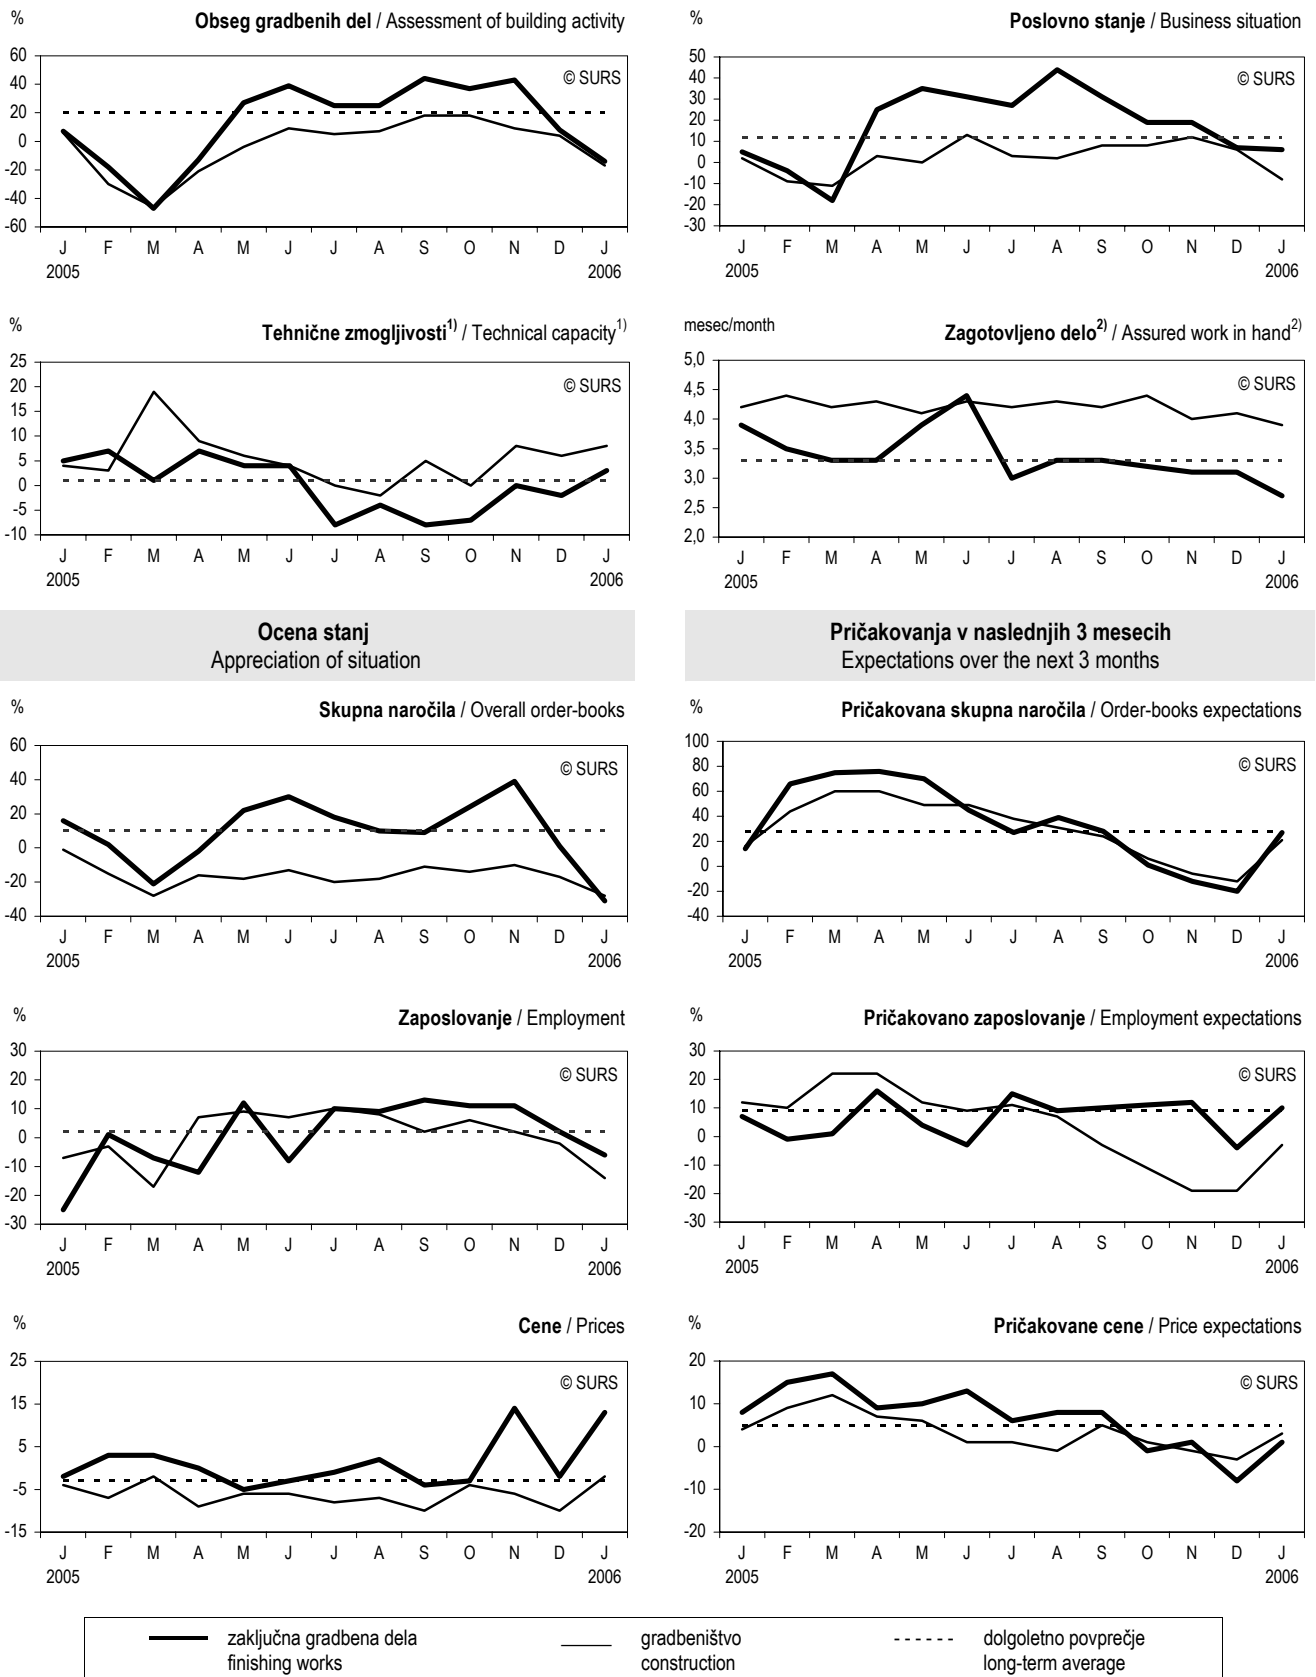 %
Obseg gradbenih del / Assessment of building activity
60
40
20
0
-20
-40
-60
© SURS
J F M A M J J A S O N D J
2005 2006
%
Poslovno stanje / Business situation
50
40
30
20
10
0
-10
-20
-30
© SURS
J F M A M J J A S O N D J
2005 2006
%
Tehnične zmogljivosti1) / Technical capacity1)
25
20
15
10
5
0
-5
-10
© SURS
J F M A M J J A S O N D J
2005 2006
mesec/month
Zagotovljeno delo2) / Assured work in hand2)
5,0
4,5
4,0
3,5
3,0
2,5
2,0
© SURS
J F M A M J J A S O N D J
2005 2006
Ocena stanj
Appreciation of situation
Pričakovanja v naslednjih 3 mesecih
Expectations over the next 3 months
%
Skupna naročila / Overall order-books
60
40
20
0
-20
-40
© SURS
J F M A M J J A S O N D J
2005 2006
%
Pričakovana skupna naročila / Order-books expectations
100
80
60
40
20
0
-20
-40
© SURS
J F M A M J J A S O N D J
2005 2006
%
Zaposlovanje / Employment
30
20
10
0
-10
-20
-30
© SURS
J F M A M J J A S O N D J
2005 2006
%
Pričakovano zaposlovanje / Employment expectations
30
20
10
0
-10
-20
-30
© SURS
J F M A M J J A S O N D J
2005 2006
%
Cene / Prices
25
15
5
-5
-15
© SURS
J F M A M J J A S O N D J
2005 2006
%
Pričakovane cene / Price expectations
20
10
0
-10
-20
© SURS
J F M A M J J A S O N D J
2005 2006
zaključna gradbena dela
finishing works
gradbeništvo
construction
dolgoletno povprečje
long-term average